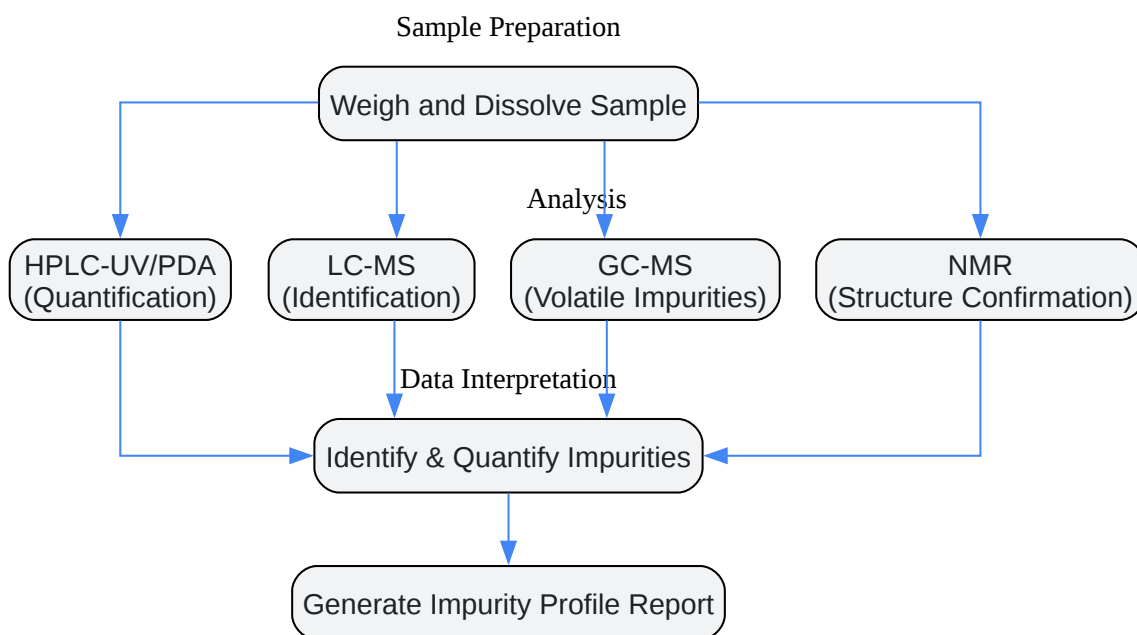 Sample Preparation
Weigh and Dissolve Sample
Analysis
HPLC-UV/PDA
(Quantification)
LC-MS
(Identification)
GC-MS
(Volatile Impurities)
NMR
(Structure Confirmation)
Data Interpretation
Identify & Quantify Impurities
Generate Impurity Profile Report